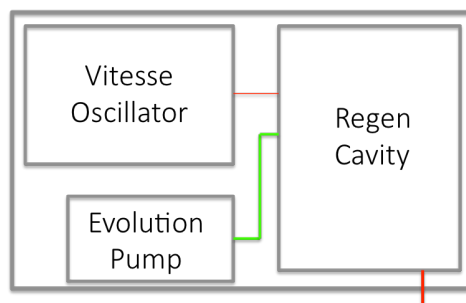 Vitesse
Oscillator
Regen
Cavity
Evolution
Pump